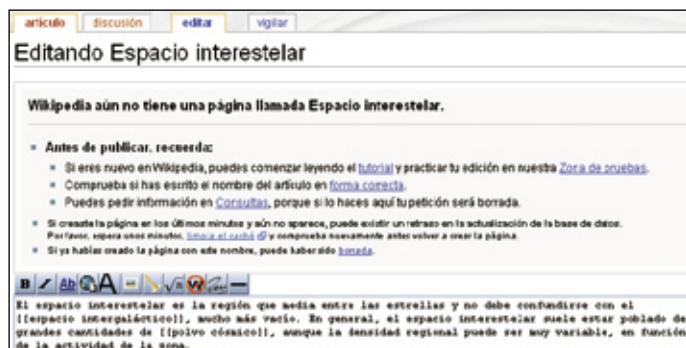 artículo discusión editar vigilar
Editando Espacio interestelar
Wikipedia aún no tiene una página llamada Espacio interestelar.
Antes de publicar, recuerda:
Si eres nuevo en Wikipedia, puedes comenzar leyendo el tutorial y practicar tu edición en nuestra Zona de pruebas.
Comprueba si has escrito el nombre del artículo en forma correcta.
Puedes pedir información en Consultas, porque si lo haces aquí tu petición será borrada.
Si creaste la página en los últimos minutos y aún no aparece, puede existir un retraso en la actualización de la base de datos.
Por favor, espera unos minutos, limpia el caché y comprueba nuevamente antes volver a crear la página.
Si ya habías creado la página con este nombre, puede haber sido borrada.
B I Ab A √n W
El espacio interestelar es la región que media entre las estrellas y no debe confundirse con el
[[espacio intergaláctico]], mucho más vacío. En general, el espacio interestelar suele estar poblado de
grandes cantidades de [[polvo cósmico]], aunque la densidad regional puede ser muy variable, en función
de la actividad de la zona.